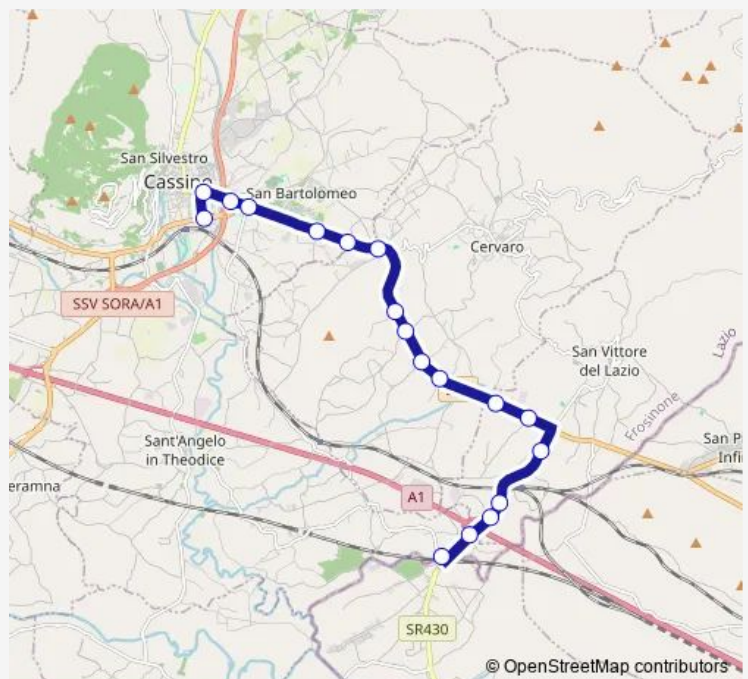 San Silvestro
Cassino
San Bartolomeo
Cervaro
SSV SORA/A1
San Vittore
del Lazio
Lazio
Frosinone
Sant'Angelo
in Theodice
San P
Infi
eramna
A1
SR430
© OpenStreetMap contributors